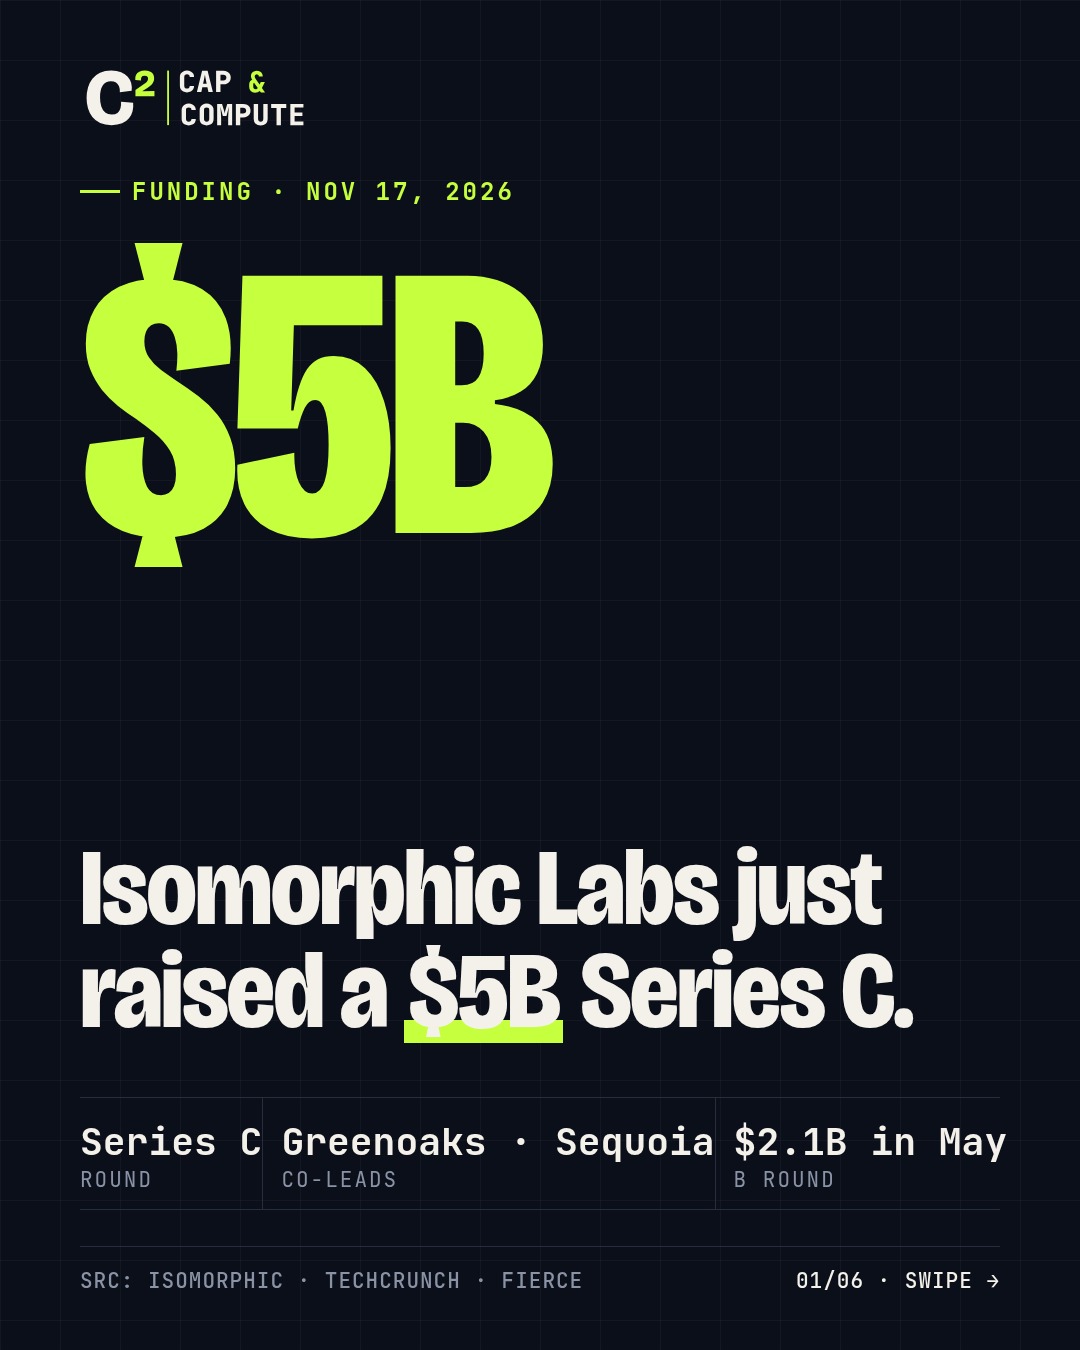 C² CAP &
COMPUTE
FUNDING · NOV 17, 2026
$5B
Isomorphic Labs just
raised a $5B Series C.
Series C Greenoaks · Sequoia $2.1B in May
ROUND CO-LEADS B ROUND
SRC: ISOMORPHIC · TECHCRUNCH · FIERCE 01/06 · SWIPE →